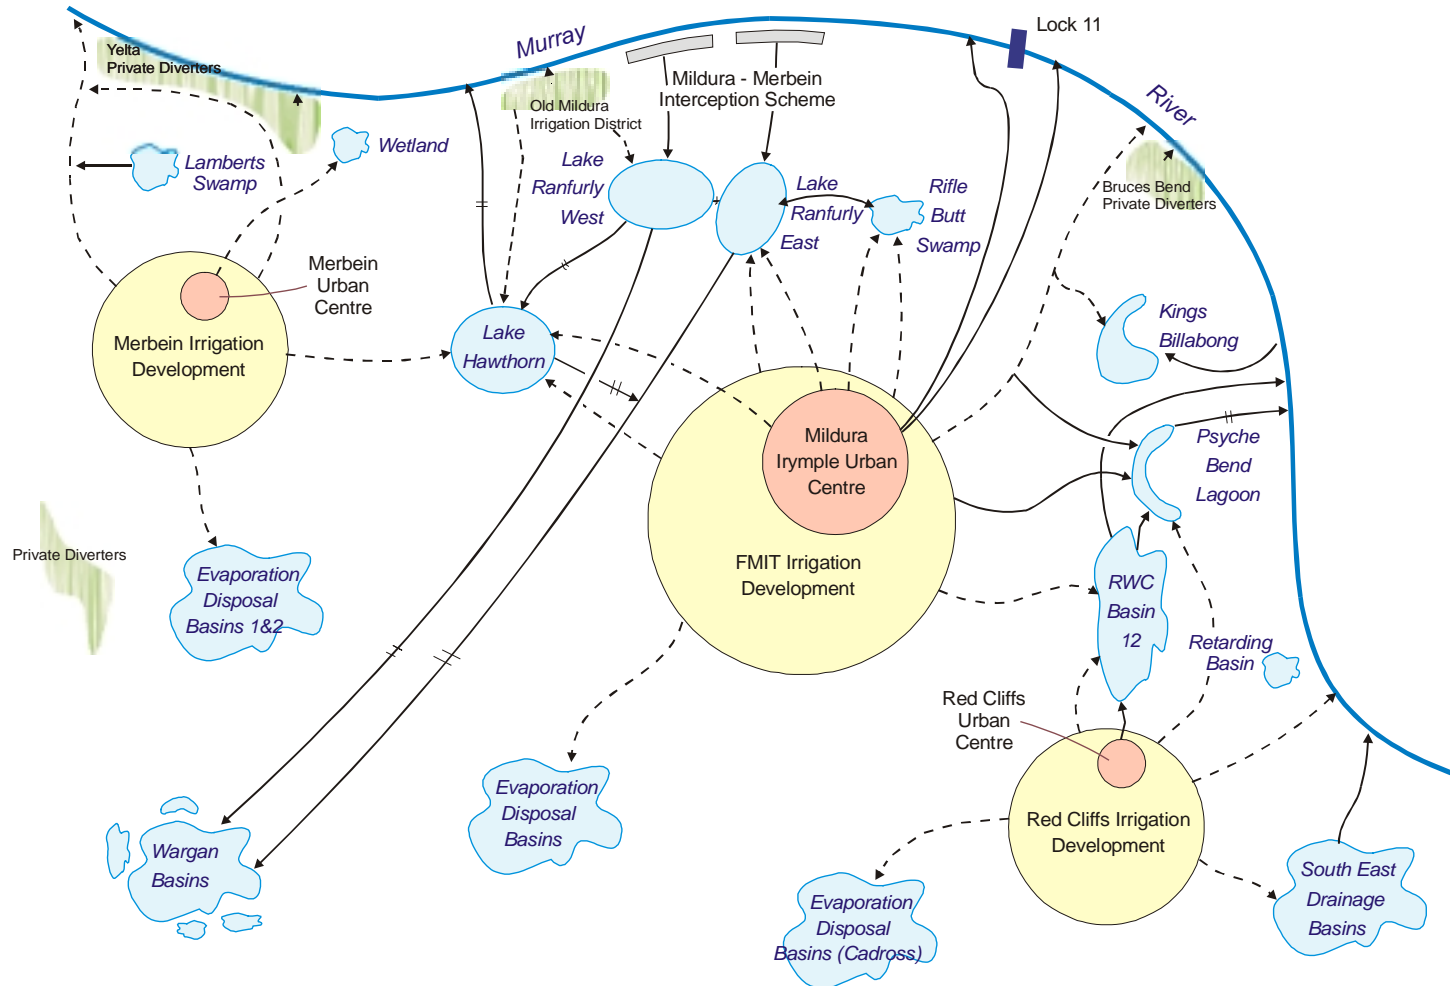 Lock 11
Murray
River
Yelta
Private Diverters
Mildura - Merbein
Interception Scheme
Old Mildura
Irrigation District
Wetland
Lamberts
Swamp
Lake
Ranfurly
West
Lake
Ranfurly
East
Rifle
Butt
Swamp
Bruces Bend
Private Diverters
Merbein
Urban
Centre
Merbein Irrigation
Development
Lake
Hawthorn
Kings
Billabong
Mildura
Irymple Urban
Centre
Psyche
Bend
Lagoon
Private Diverters
Evaporation
Disposal
Basins 1&2
FMIT Irrigation
Development
RWC
Basin
12
Retarding
Basin
Red Cliffs
Urban
Centre
Evaporation
Disposal
Basins
Red Cliffs Irrigation
Development
Wargan
Basins
South East
Drainage
Basins
Evaporation
Disposal
Basins (Cadross)